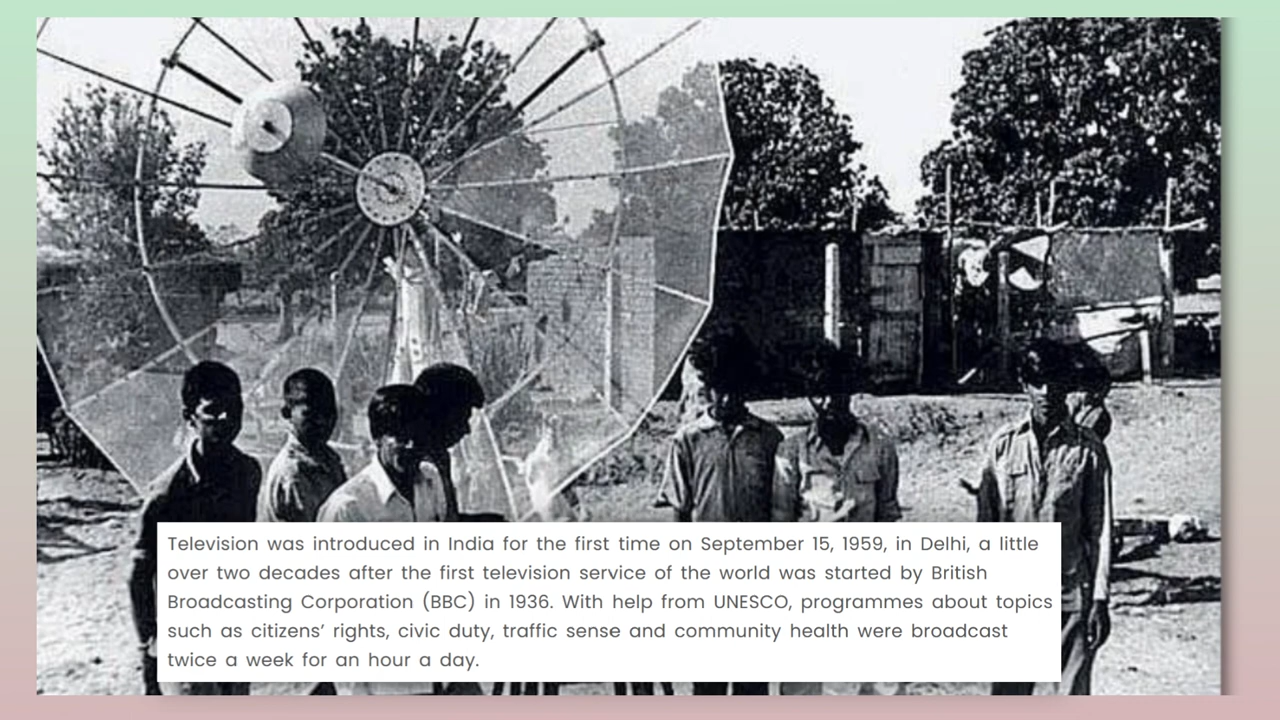 Television was introduced in India for the first time on September 15, 1959, in Delhi, a little
over two decades after the first television service of the world was started by British
Broadcasting Corporation (BBC) in 1936. With help from UNESCO, programmes about topics
such as citizens’ rights, civic duty, traffic sense and community health were broadcast
twice a week for an hour a day.